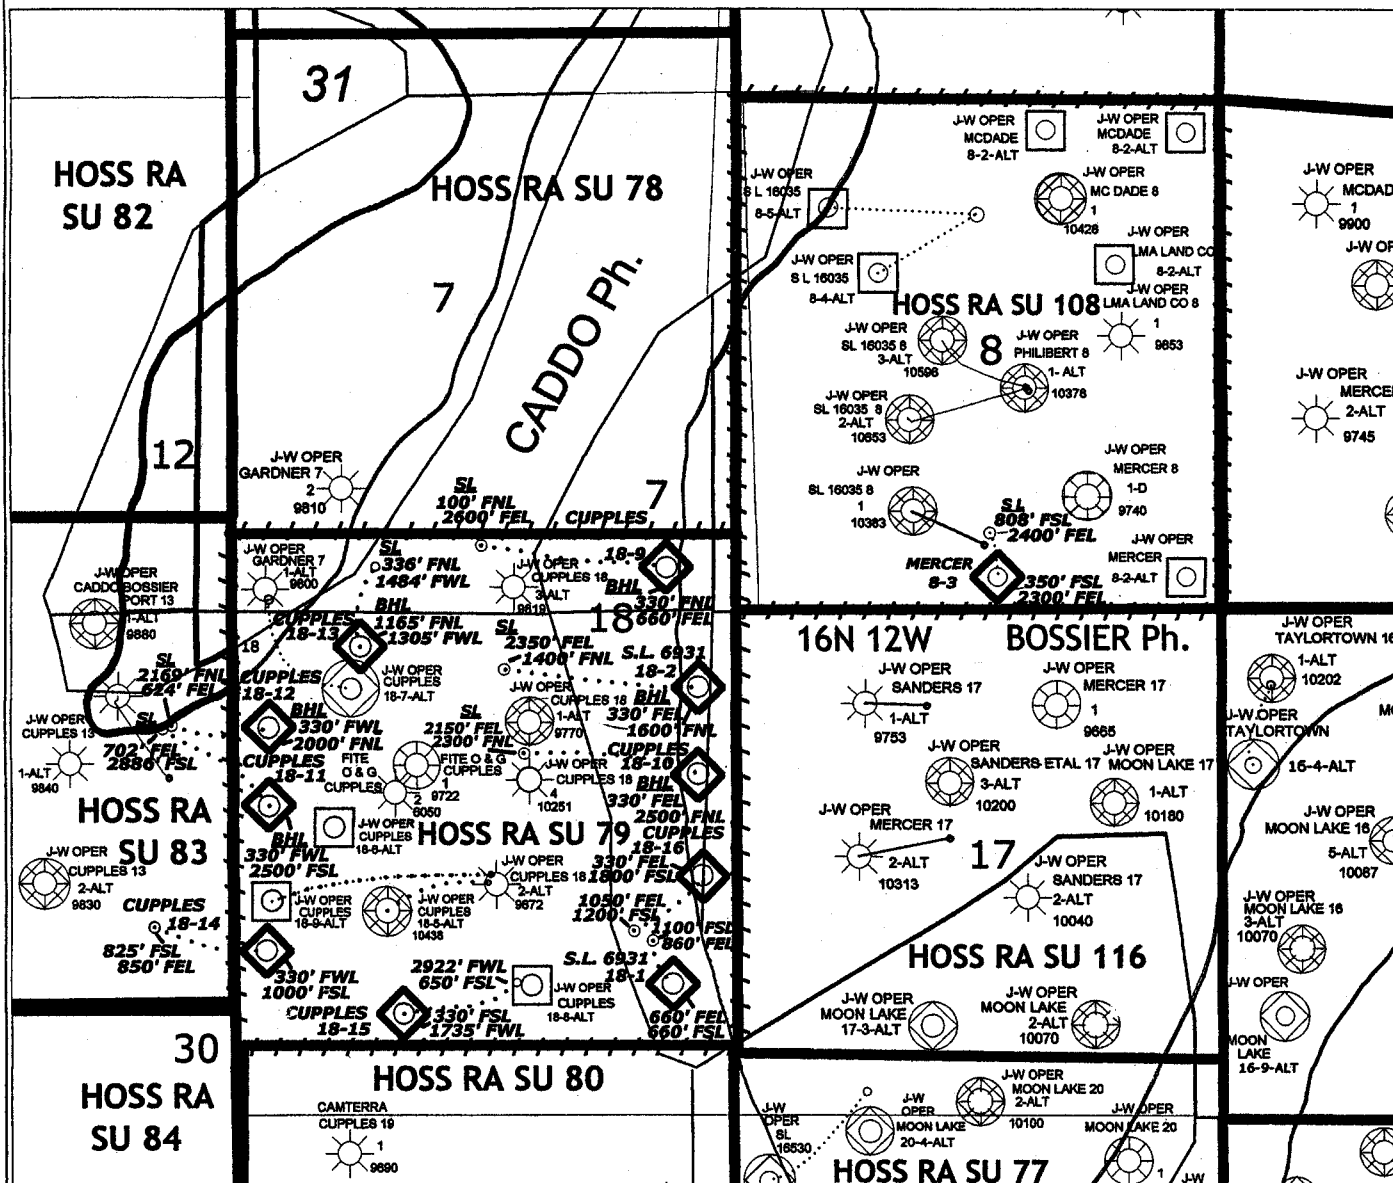 31
HOSS RA
SU 82
HOSS RA SU 78
7
CADDO Ph.
12
J-W OPER
GARDNER 7
2
9810
SL
100' FNL
2600' FEL
CUPPLES
7
J-W OPER
MCDADE
8-2-ALT
J-W OPER
MCDADE
8-2-ALT
J-W OPER
S L 16035
8-5-ALT
J-W OPER
MC DADE 8
1
10428
J-W OPER
LMA LAND CO
8-2-ALT
J-W OPER
S L 16035
8-4-ALT
HOSS RA SU 108
J-W OPER
LMA LAND CO 8
1
9853
J-W OPER
SL 16035 8
3-ALT
10596
8
J-W OPER
PHILIBERT 8
1- ALT
10378
J-W OPER
SL 16035 8
2-ALT
10653
J-W OPER
SL 16035 8
1
10383
J-W OPER
MERCER 8
1-D
9740
S L
808' FSL
2400' FEL
MERCER
8-3
2350' FSL
2300' FEL
J-W OPER
MERCER
8-2-ALT
MCDAD
1
9900
J-W OP
J-W OPER
MERCE
2-ALT
9745
J-W OPER
GARDNER 7
1-ALT
9800
SL
336' FNL
1484' FWL
J-W OPER
CUPPLES 18
3-ALT
9819
18-9
BHL
330' FNL
660' FEL
18
J-W OPER
CADDO BOSSIER
PORT 13
1-ALT
9880
BHL
1165' FNL
1305' FWL
CUPPLES
18-13
SL
2350' FEL
1400' FNL
18
S.L. 6931
18-2
BHL
330' FEL
1600' FNL
SL
2169' FNL
624' FEL
CUPPLES
18-12
BHL
330' FWL
2000' FNL
J-W OPER
CUPPLES
18-7-ALT
J-W OPER
CUPPLES 18
1-ALT
9770
SL
2150' FEL
2300' FNL
J-W OPER
CUPPLES 13
1-ALT
9840
SL
702' FEL
2886' FSL
CUPPLES
18-11
BHL
330' FWL
2500' FSL
FITE
O & G
CUPPLES
2
6050
FITE O & G
CUPPLES
1
9722
J-W OPER
CUPPLES 18
4
10251
CUPPLES
18-10
BHL
330' FEL
2500' FNL
HOSS RA
SU 83
J-W OPER
CUPPLES
18-8-ALT
HOSS RA SU 79
CUPPLES
18-16
330' FEL
1800' FSL
J-W OPER
CUPPLES 13
2-ALT
9830
J-W OPER
CUPPLES 18
2-ALT
9672
J-W OPER
CUPPLES
18-9-ALT
J-W OPER
CUPPLES
18-5-ALT
10438
CUPPLES
18-14
825' FSL
850' FEL
330' FWL
1000' FSL
1050' FEL
1200' FSL
1100' FSL
860' FEL
2922' FWL
650' FSL
S.L. 6931
18-1
660' FEL
660' FSL
J-W OPER
CUPPLES
18-8-ALT
CUPPLES
18-15
330' FSL
1735' FWL
16N 12W
BOSSIER Ph.
J-W OPER
SANDERS 17
1-ALT
9753
J-W OPER
MERCER 17
1
9665
J-W OPER
SANDERS ETAL 17
3-ALT
10200
J-W OPER
MOON LAKE 17
1-ALT
10180
J-W OPER
MERCER 17
2-ALT
10313
17
J-W OPER
SANDERS 17
2-ALT
10040
HOSS RA SU 116
J-W OPER
MOON LAKE
17-3-ALT
J-W OPER
MOON LAKE
2-ALT
10070
J-W OPER
TAYLORTOWN 16
1-ALT
10202
J-W OPER
TAYLORTOWN
16-4-ALT
J-W OPER
MOON LAKE 16
5-ALT
10087
J-W OPER
MOON LAKE 16
3-ALT
10070
J-W OPER
MOON
LAKE
16-9-ALT
30
HOSS RA
SU 84
HOSS RA SU 80
CAMTERRA
CUPPLES 19
1
9690
J-W
OPER
SL
16530
J-W
OPER
MOON LAKE
20-4-ALT
J-W OPER
MOON LAKE 20
2-ALT
10100
J-W OPER
MOON LAKE 20
1
J-W
HOSS RA SU 77